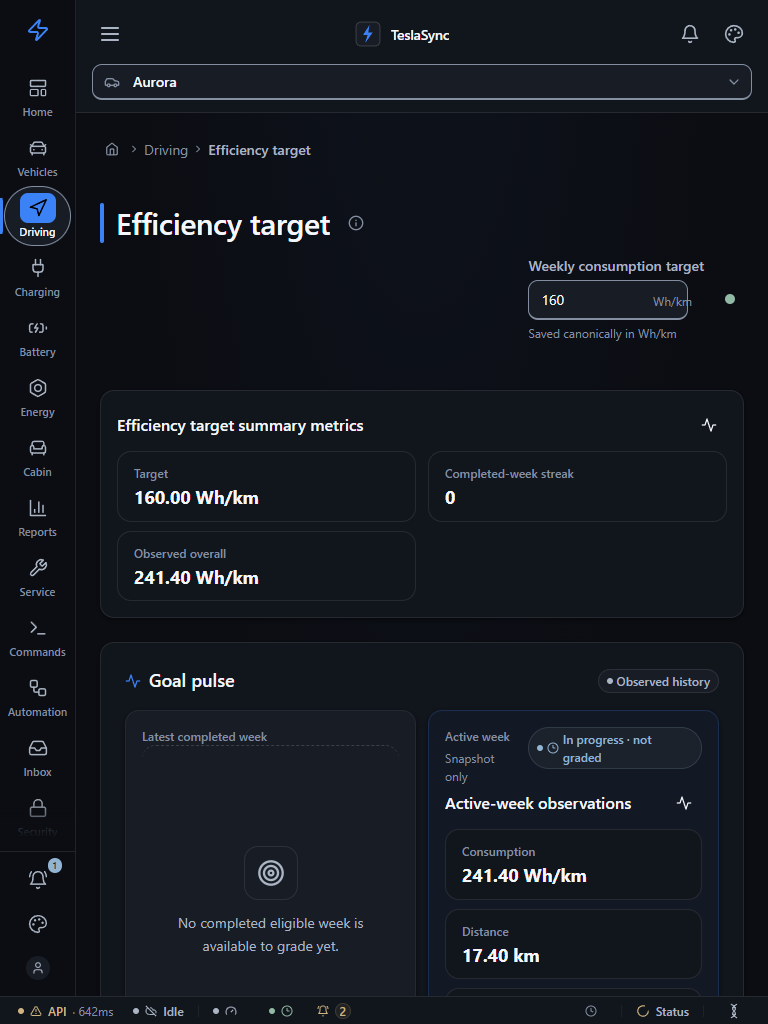 TeslaSync
Aurora
Home
Vehicles
Driving
Charging
Battery
Energy
Cabin
Reports
Service
Commands
Automation
Inbox
Security
1
Driving
Efficiency target
Efficiency target
Weekly consumption target
160 Wh/km
Saved canonically in Wh/km
Efficiency target summary metrics
Target
160.00 Wh/km
Completed-week streak
0
Observed overall
241.40 Wh/km
Goal pulse
Observed history
Latest completed week
No completed eligible week is
available to grade yet.
Active week
Snapshot
only
In progress · not
graded
Active-week observations
Consumption
241.40 Wh/km
Distance
17.40 km
API · 642ms
Idle
2
Status